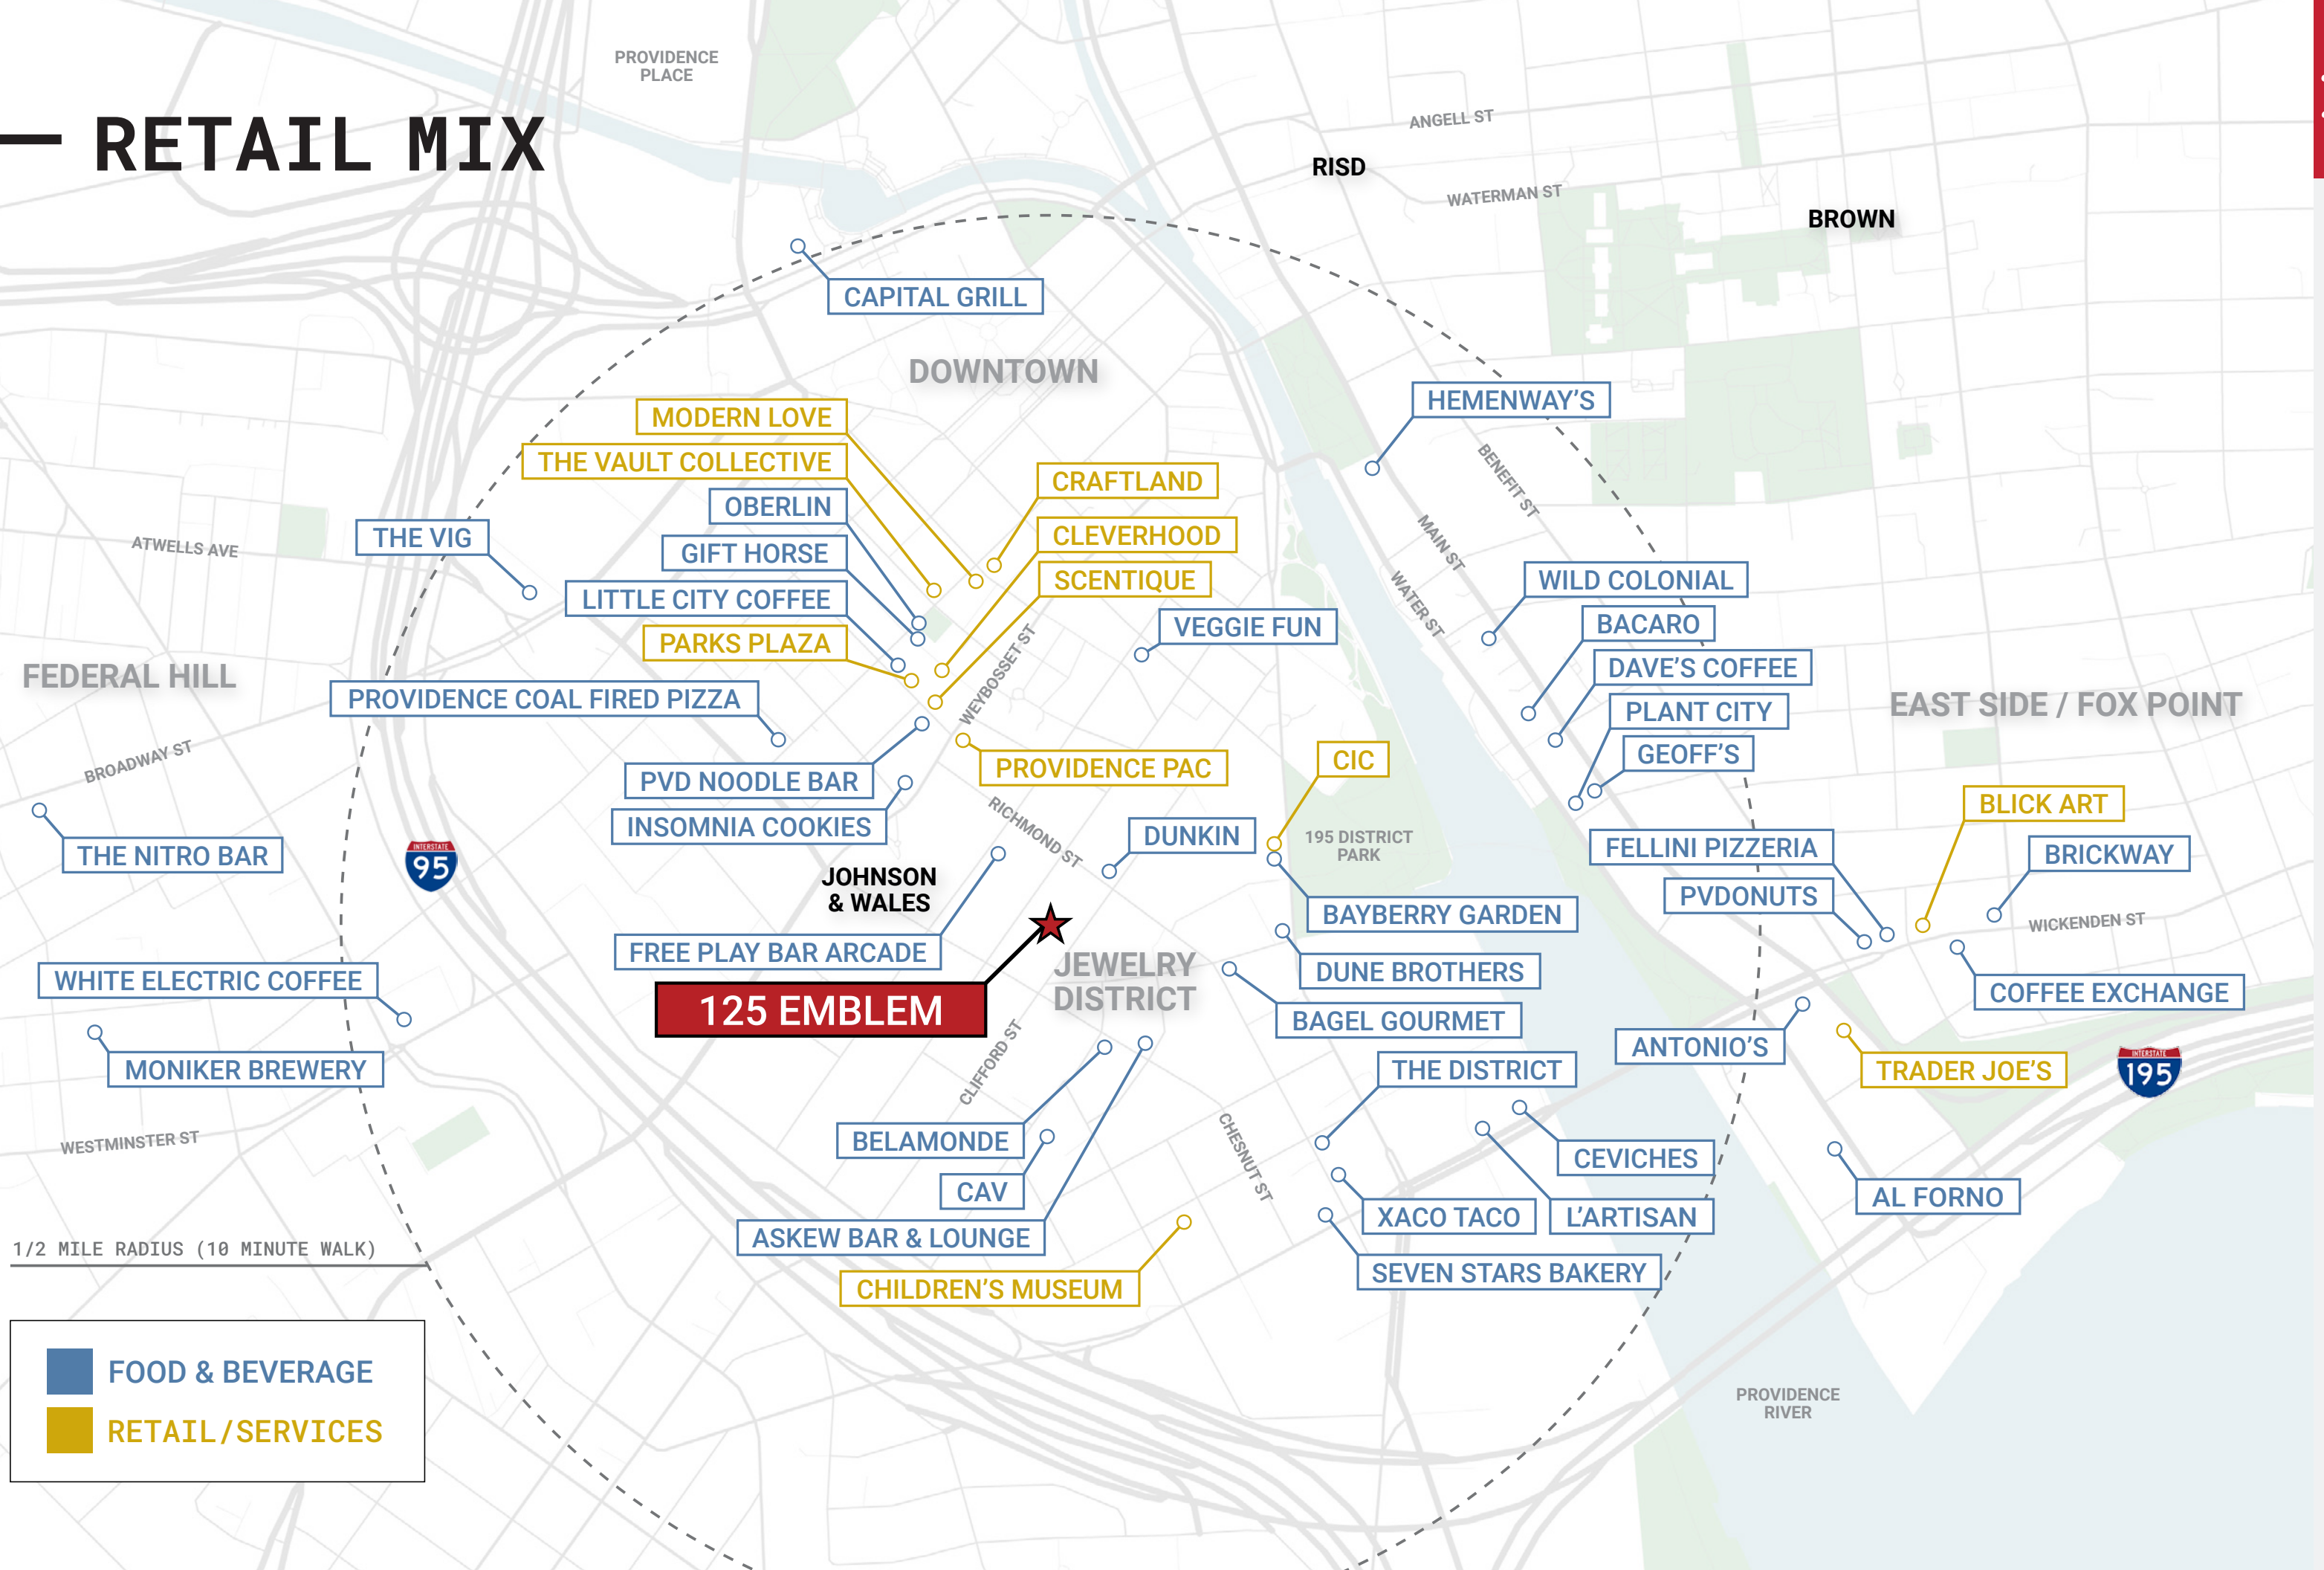 PROVIDENCE
PLACE
RETAIL MIX
ANGELL ST
RISD
WATERMAN ST
BROWN
CAPITAL GRILL
DOWNTOWN
HEMENWAY'S
MODERN LOVE
THE VAULT COLLECTIVE
CRAFTLAND
BENEFIT ST
OBERLIN
THE VIG
CLEVERHOOD
MAIN ST
ATWELLS AVE
GIFT HORSE
SCENTIQUE
WILD COLONIAL
LITTLE CITY COFFEE
WATER ST
BACARO
VEGGIE FUN
PARKS PLAZA
WEYBOSSET ST
DAVE'S COFFEE
FEDERAL HILL
PROVIDENCE COAL FIRED PIZZA
EAST SIDE / FOX POINT
PLANT CITY
GEOFF'S
BROADWAY ST
CIC
PROVIDENCE PAC
PVD NOODLE BAR
BLICK ART
INSOMNIA COOKIES
RICHMOND ST
DUNKIN
195 DISTRICT
PARK
FELLINI PIZZERIA
THE NITRO BAR
INTERSTATE
95
BRICKWAY
JOHNSON
& WALES
PVDONUTS
BAYBERRY GARDEN
WICKENDEN ST
FREE PLAY BAR ARCADE
JEWELRY
DISTRICT
DUNE BROTHERS
WHITE ELECTRIC COFFEE
COFFEE EXCHANGE
125 EMBLEM
BAGEL GOURMET
ANTONIO'S
MONIKER BREWERY
CLIFFORD ST
THE DISTRICT
TRADER JOE'S
INTERSTATE
195
WESTMINSTER ST
BELAMONDE
CHESNUT ST
CEVICHES
CAV
AL FORNO
XACO TACO
L'ARTISAN
ASKEW BAR & LOUNGE
1/2 MILE RADIUS (10 MINUTE WALK)
SEVEN STARS BAKERY
CHILDREN'S MUSEUM
FOOD & BEVERAGE
RETAIL/SERVICES
PROVIDENCE
RIVER